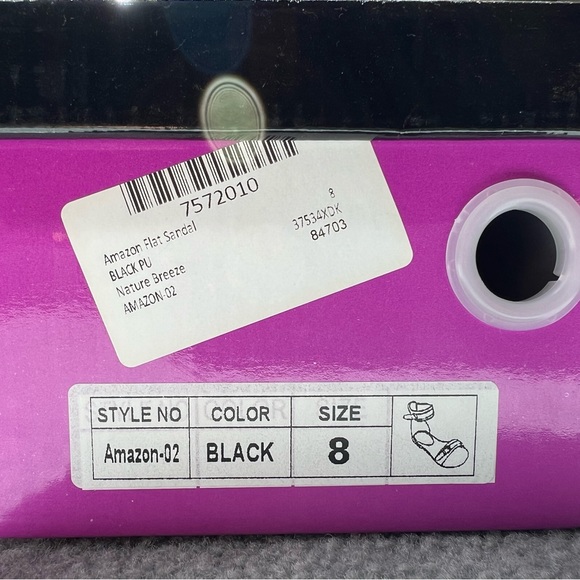 7572010
Amazon Flat Sandal 8
BLACK PU 37534XDK
Nature Breeze 84703
AMAZON-02
STYLE NO COLOR SIZE
Amazon-02 BLACK 8